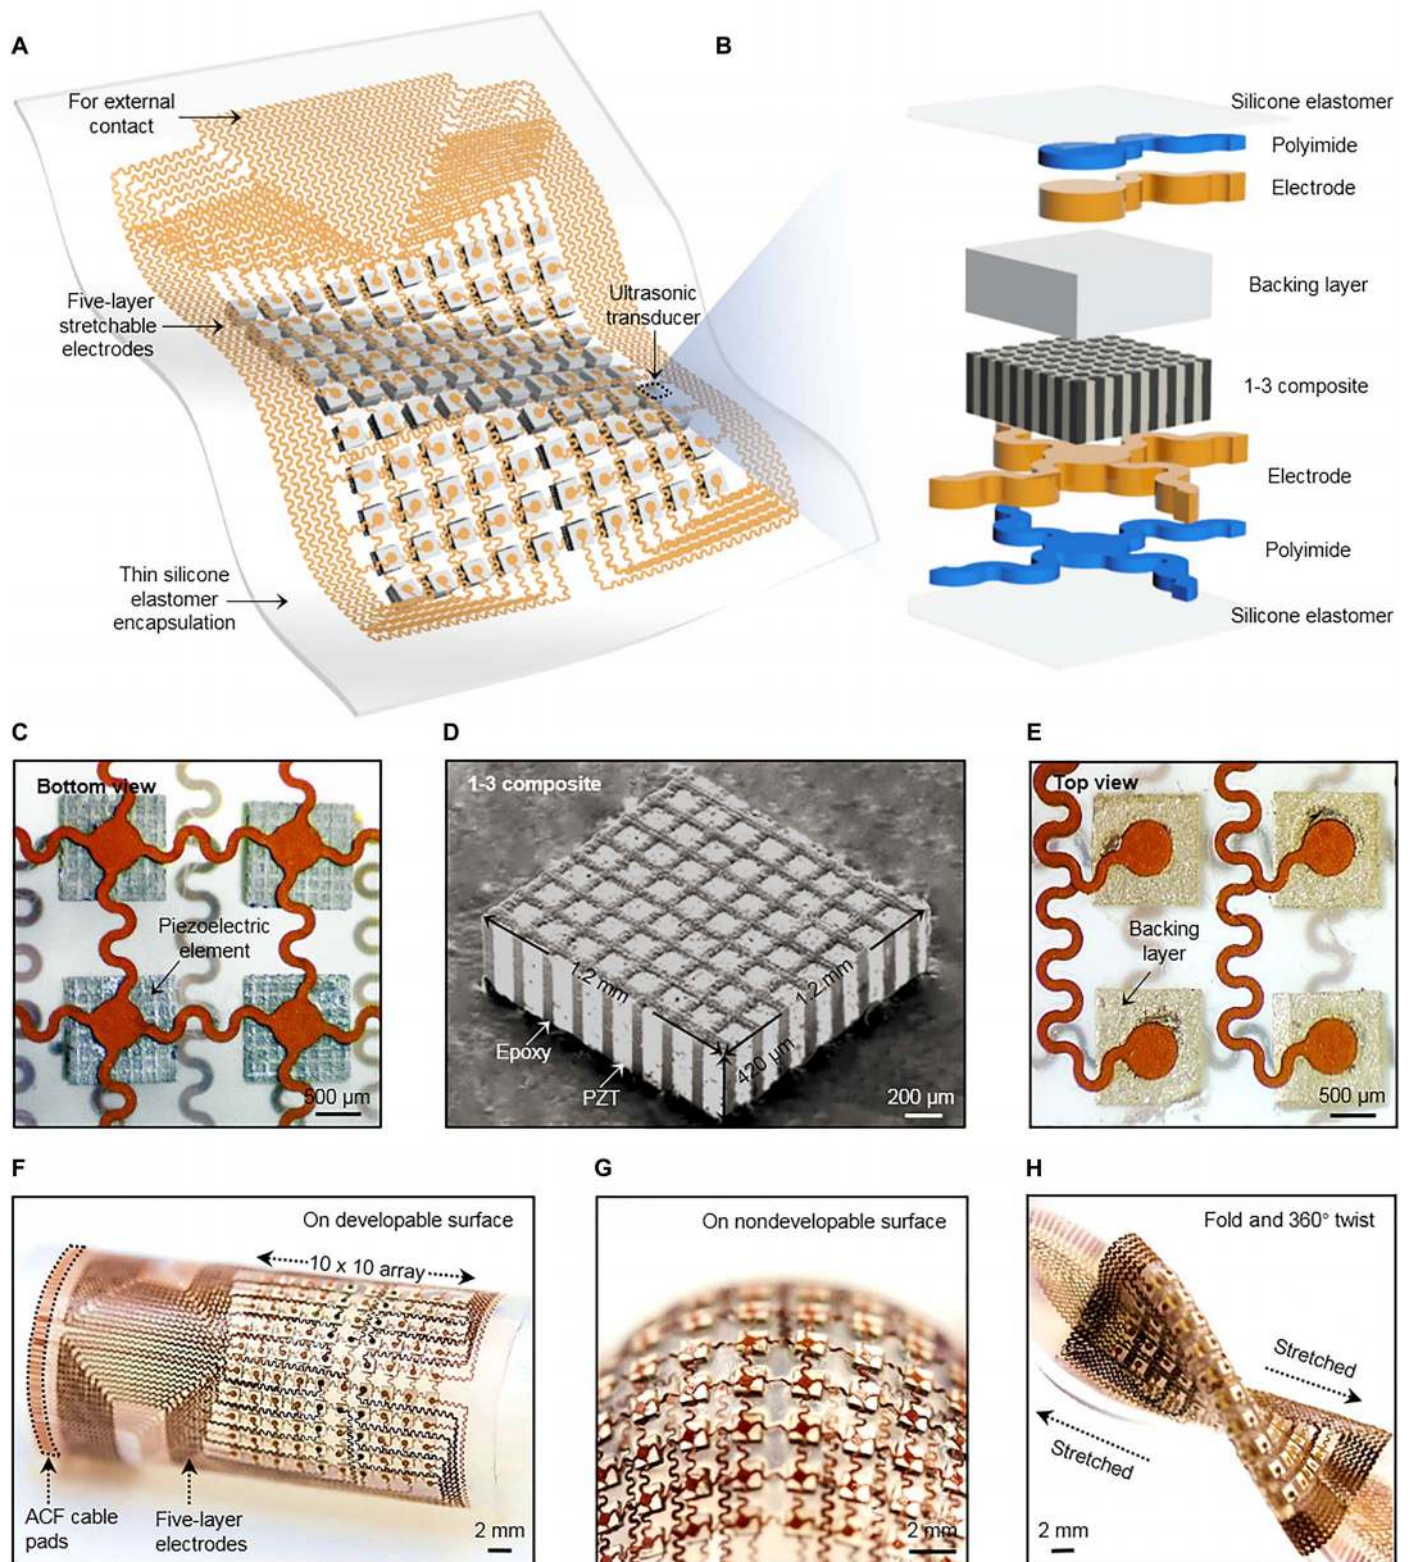 A
For external
contact
Five-layer
stretchable
electrodes
Ultrasonic
transducer
Thin silicone
elastomer
encapsulation
B
Silicone elastomer
Polyimide
Electrode
Backing layer
1-3 composite
Electrode
Polyimide
Silicone elastomer
C
Bottom view
Piezoelectric
element
500 μm
D
1-3 composite
1.2 mm
1.2 mm
420 μm
Epoxy
PZT
200 μm
E
Top view
Backing
layer
500 μm
F
On developable surface
10 x 10 array
ACF cable
pads
Five-layer
electrodes
2 mm
G
On nondevelopable surface
2 mm
H
Fold and 360° twist
Stretched
Stretched
2 mm